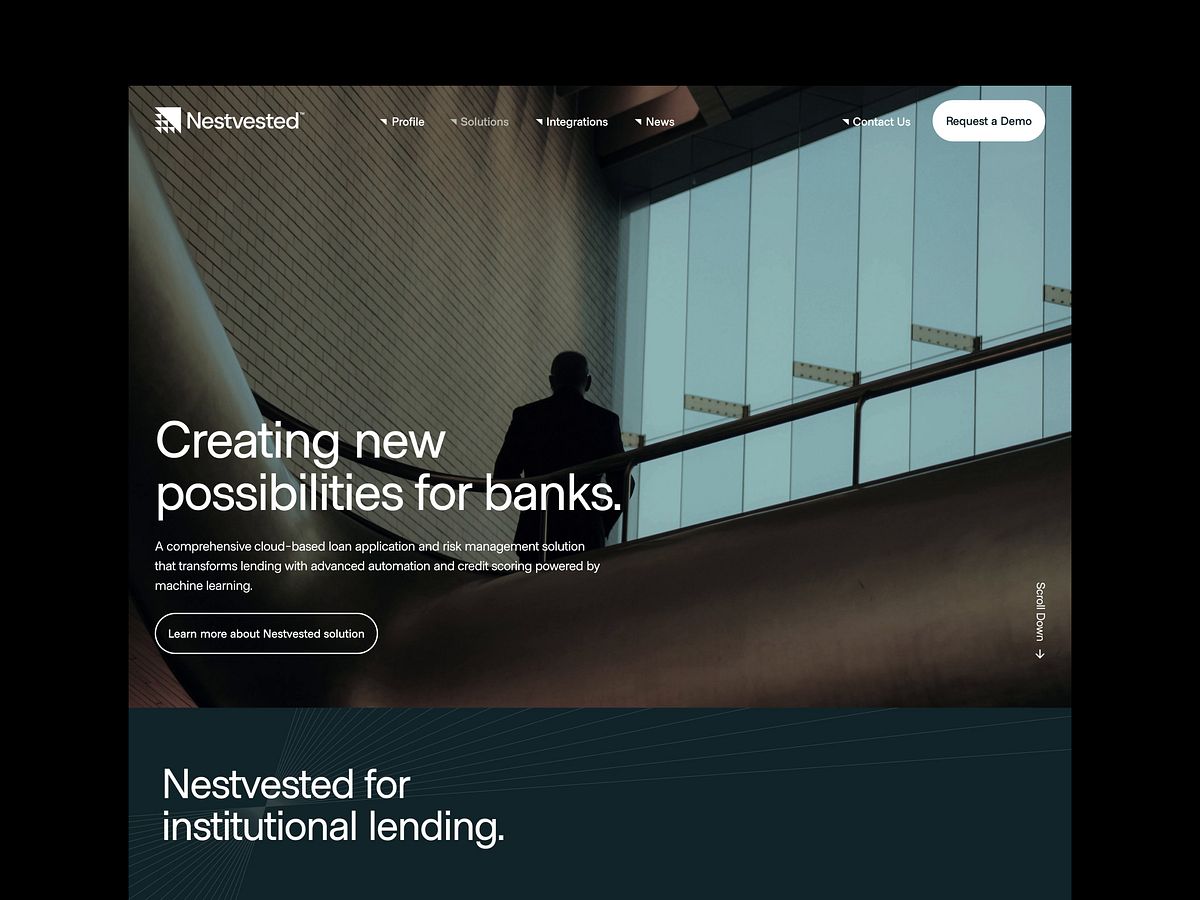 Nestvested™
Profile
Solutions
Integrations
News
Contact Us
Request a Demo
Creating new
possibilities for banks.
A comprehensive cloud-based loan application and risk management solution
that transforms lending with advanced automation and credit scoring powered by
machine learning.
Learn more about Nestvested solution
Scroll Down
Nestvested for
institutional lending.